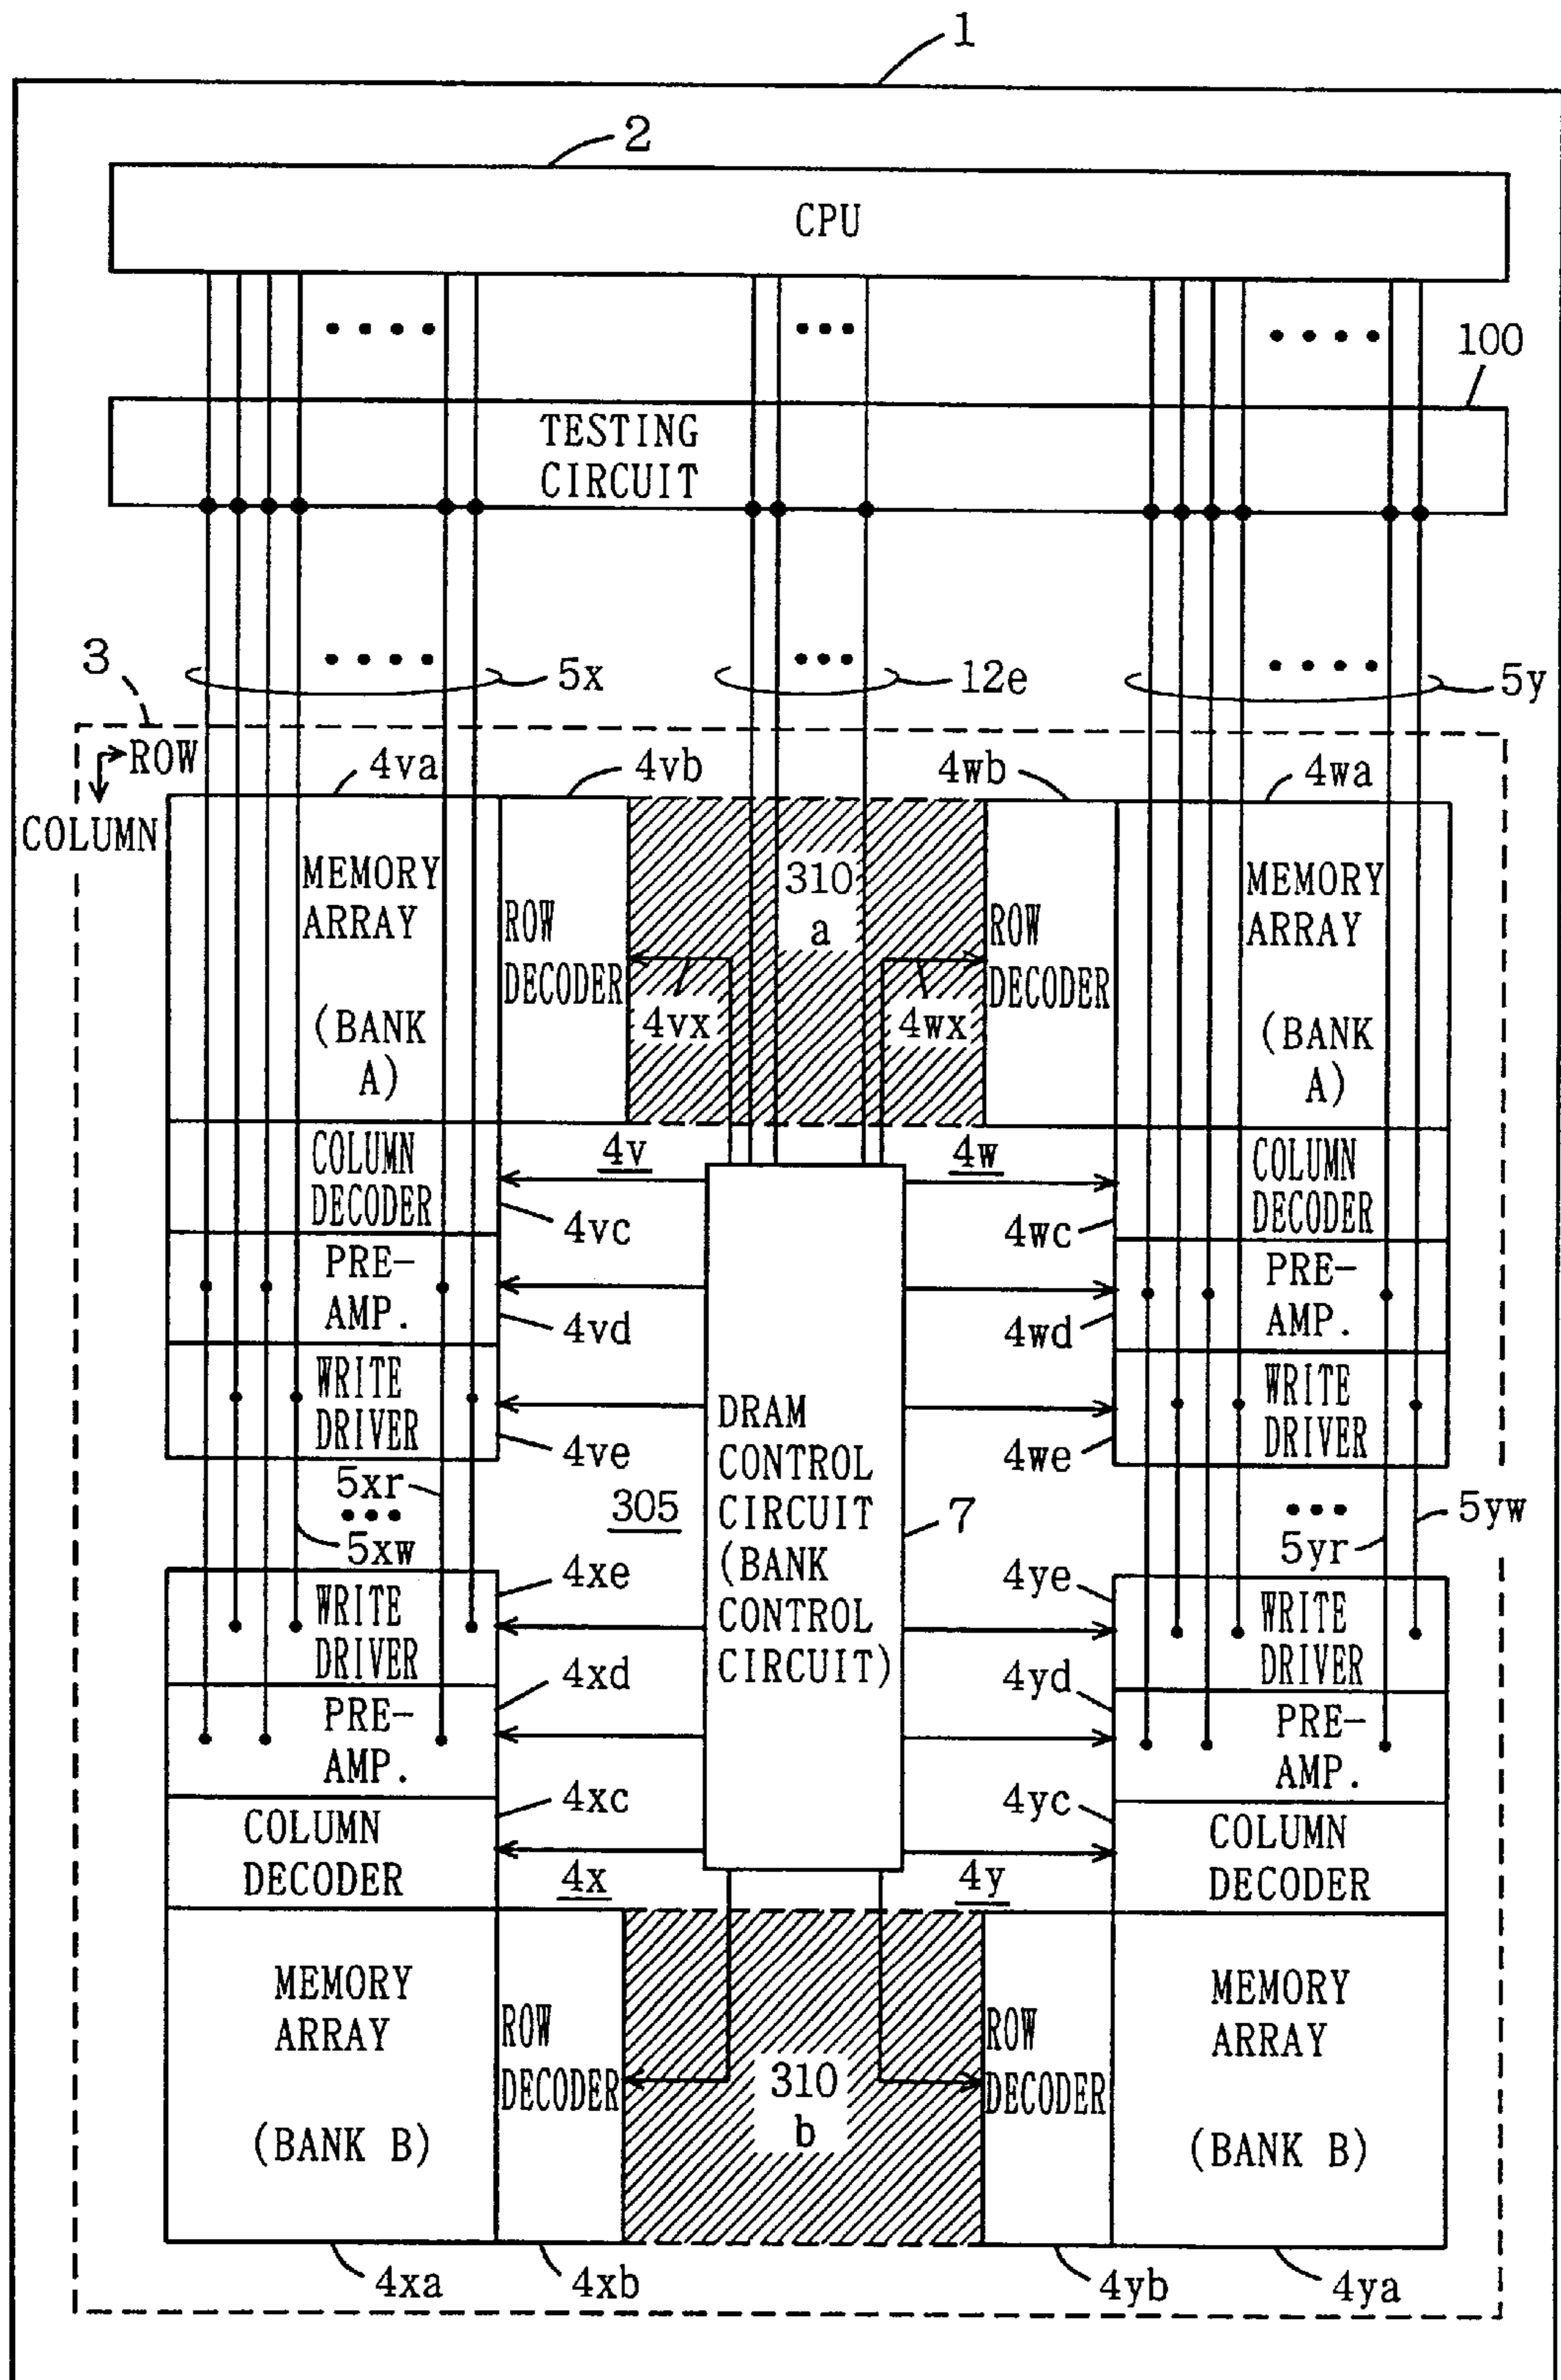 1
2
CPU
100
TESTING
CIRCUIT
3
5x
12e
5y
ROW
COLUMN
4va
4vb
4wb
4wa
MEMORY
ARRAY
(BANK
A)
ROW
DECODER
310
a
4vx
4wx
ROW
DECODER
MEMORY
ARRAY
(BANK
A)
COLUMN
DECODER
4v
4w
COLUMN
DECODER
4vc
4wc
PRE-
AMP.
4vd
4wd
PRE-
AMP.
WRITE
DRIVER
4ve
4we
WRITE
DRIVER
DRAM
CONTROL
CIRCUIT
(BANK
CONTROL
CIRCUIT)
5xr
5xw
305
7
5yw
5yr
4xe
4ye
WRITE
DRIVER
WRITE
DRIVER
4xd
4yd
PRE-
AMP.
PRE-
AMP.
4xc
4yc
COLUMN
DECODER
COLUMN
DECODER
4x
4y
MEMORY
ARRAY
(BANK B)
ROW
DECODER
310
b
ROW
DECODER
MEMORY
ARRAY
(BANK B)
4xa
4xb
4yb
4ya